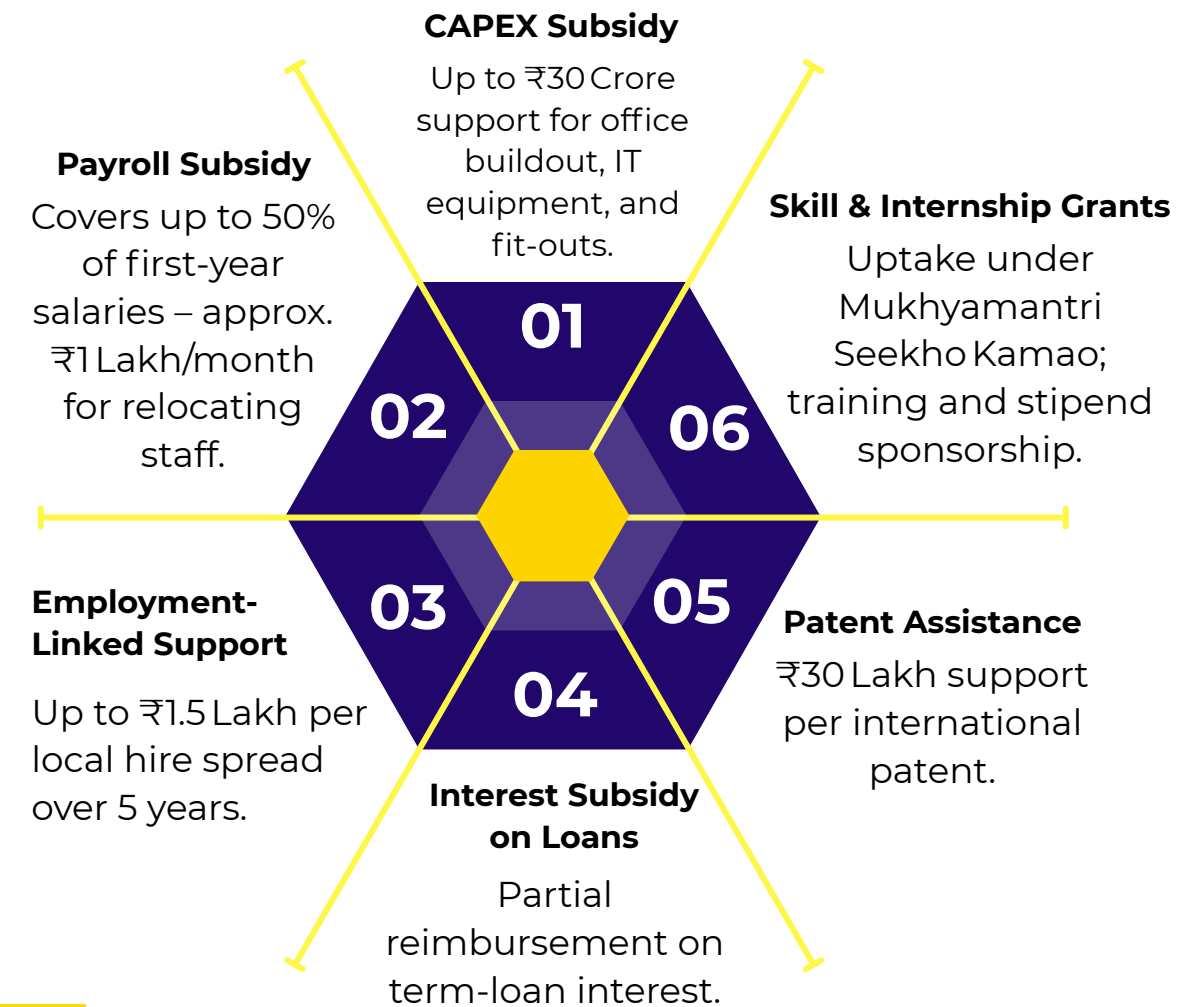 CAPEX Subsidy
Up to ₹30 Crore
support for office
buildout, IT
equipment, and
fit-outs.
01
Payroll Subsidy
Covers up to 50%
of first-year
salaries – approx.
₹1 Lakh/month
for relocating
staff.
02
Employment-
Linked Support
Up to ₹1.5 Lakh per
local hire spread
over 5 years.
03
04
Interest Subsidy
on Loans
Partial
reimbursement on
term-loan interest.
05
Patent Assistance
₹30 Lakh support
per international
patent.
06
Skill & Internship Grants
Uptake under
Mukhyamantri
Seekho Kamao;
training and stipend
sponsorship.